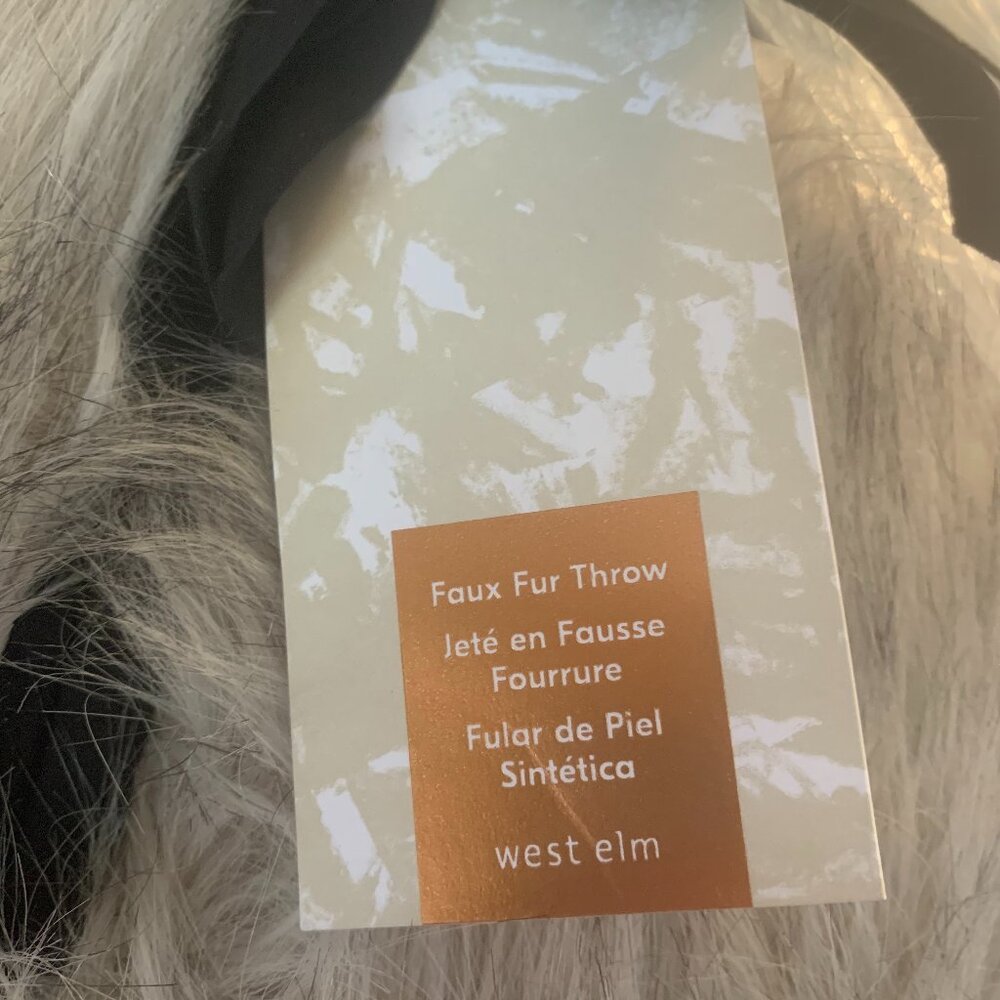 Faux Fur Throw
Jeté en Fausse
Fourrure
Fular de Piel
Sintética
west elm